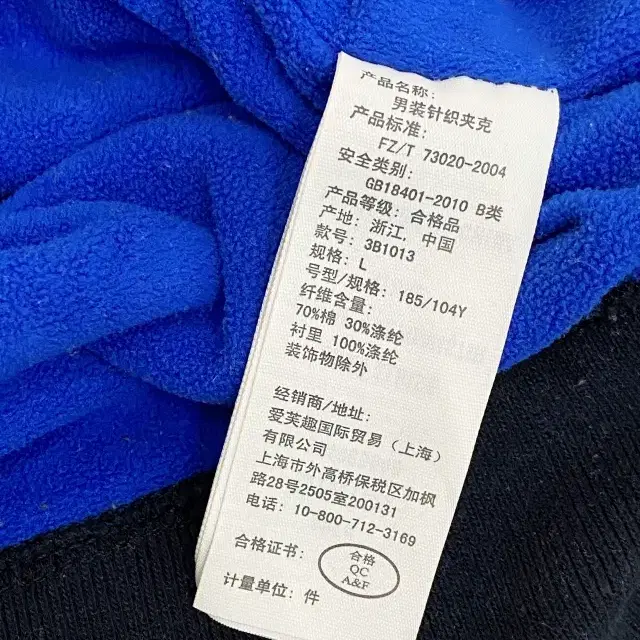 产品名称:
男装针织夹克
产品标准:
FZ/T 73020-2004
安全类别:
GB18401-2010 B类
产品等级: 合格品
产地: 浙江, 中国
款号: 3B1013
规格: L
号型/规格: 185/104Y
纤维含量:
70%棉 30%涤纶
衬里 100%涤纶
装饰物除外
经销商/地址:
爱芙趣国际贸易（上海）
有限公司
上海市外高桥保税区加枫
路28号2505室200131
电话: 10-800-712-3169
合格证书:
合格
QC
A&F
计量单位: 件